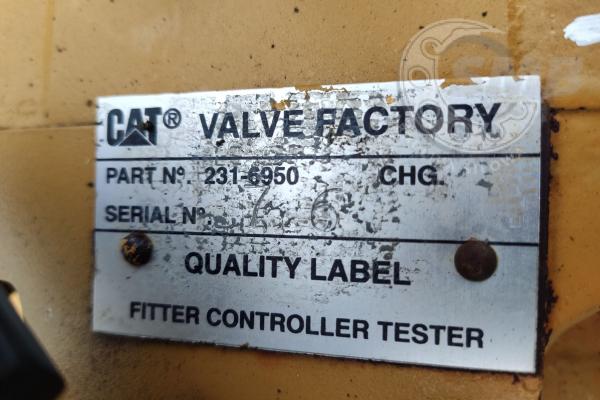 CAT® VALVE FACTORY
PART Nº. 231-6950 CHG.
SERIAL Nº.
QUALITY LABEL
FITTER CONTROLLER TESTER